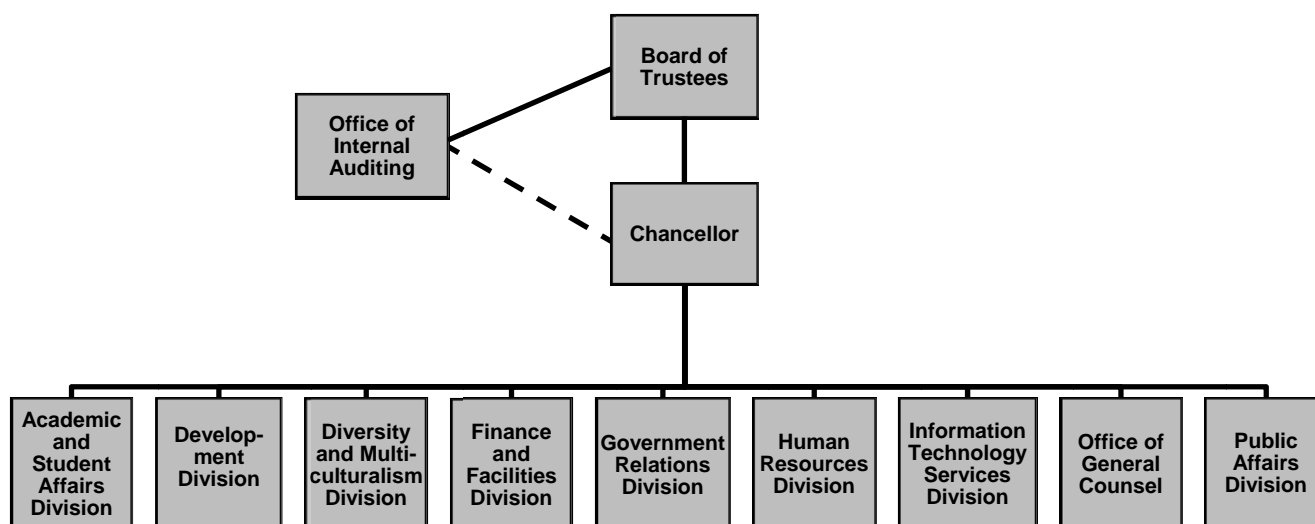 Board of
Trustees
Office of
Internal
Auditing
Chancellor
Academic
and
Student
Affairs
Division
Develop-
ment
Division
Diversity
and Multi-
culturalism
Division
Finance
and
Facilities
Division
Government
Relations
Division
Human
Resources
Division
Information
Technology
Services
Division
Office of
General
Counsel
Public
Affairs
Division